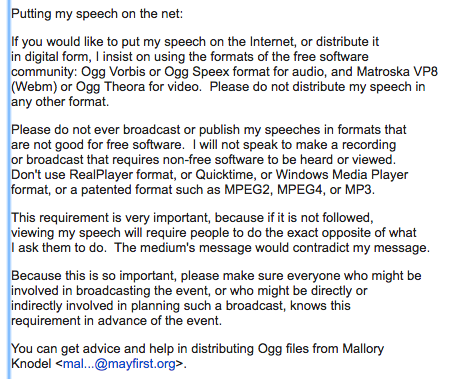 Putting my speech on the net:
If you would like to put my speech on the Internet, or distribute it
in digital form, I insist on using the formats of the free software
community: Ogg Vorbis or Ogg Speex format for audio, and Matroska VP8
(Webm) or Ogg Theora for video.  Please do not distribute my speech in
any other format.
Please do not ever broadcast or publish my speeches in formats that
are not good for free software.  I will not speak to make a recording
or broadcast that requires non-free software to be heard or viewed.
Don't use RealPlayer format, or Quicktime, or Windows Media Player
format, or a patented format such as MPEG2, MPEG4, or MP3.
This requirement is very important, because if it is not followed,
viewing my speech will require people to do the exact opposite of what
I ask them to do.  The medium's message would contradict my message.
Because this is so important, please make sure everyone who might be
involved in broadcasting the event, or who might be directly or
indirectly involved in planning such a broadcast, knows this
requirement in advance of the event.
You can get advice and help in distributing Ogg files from Mallory
Knodel <mal...@mayfirst.org>.